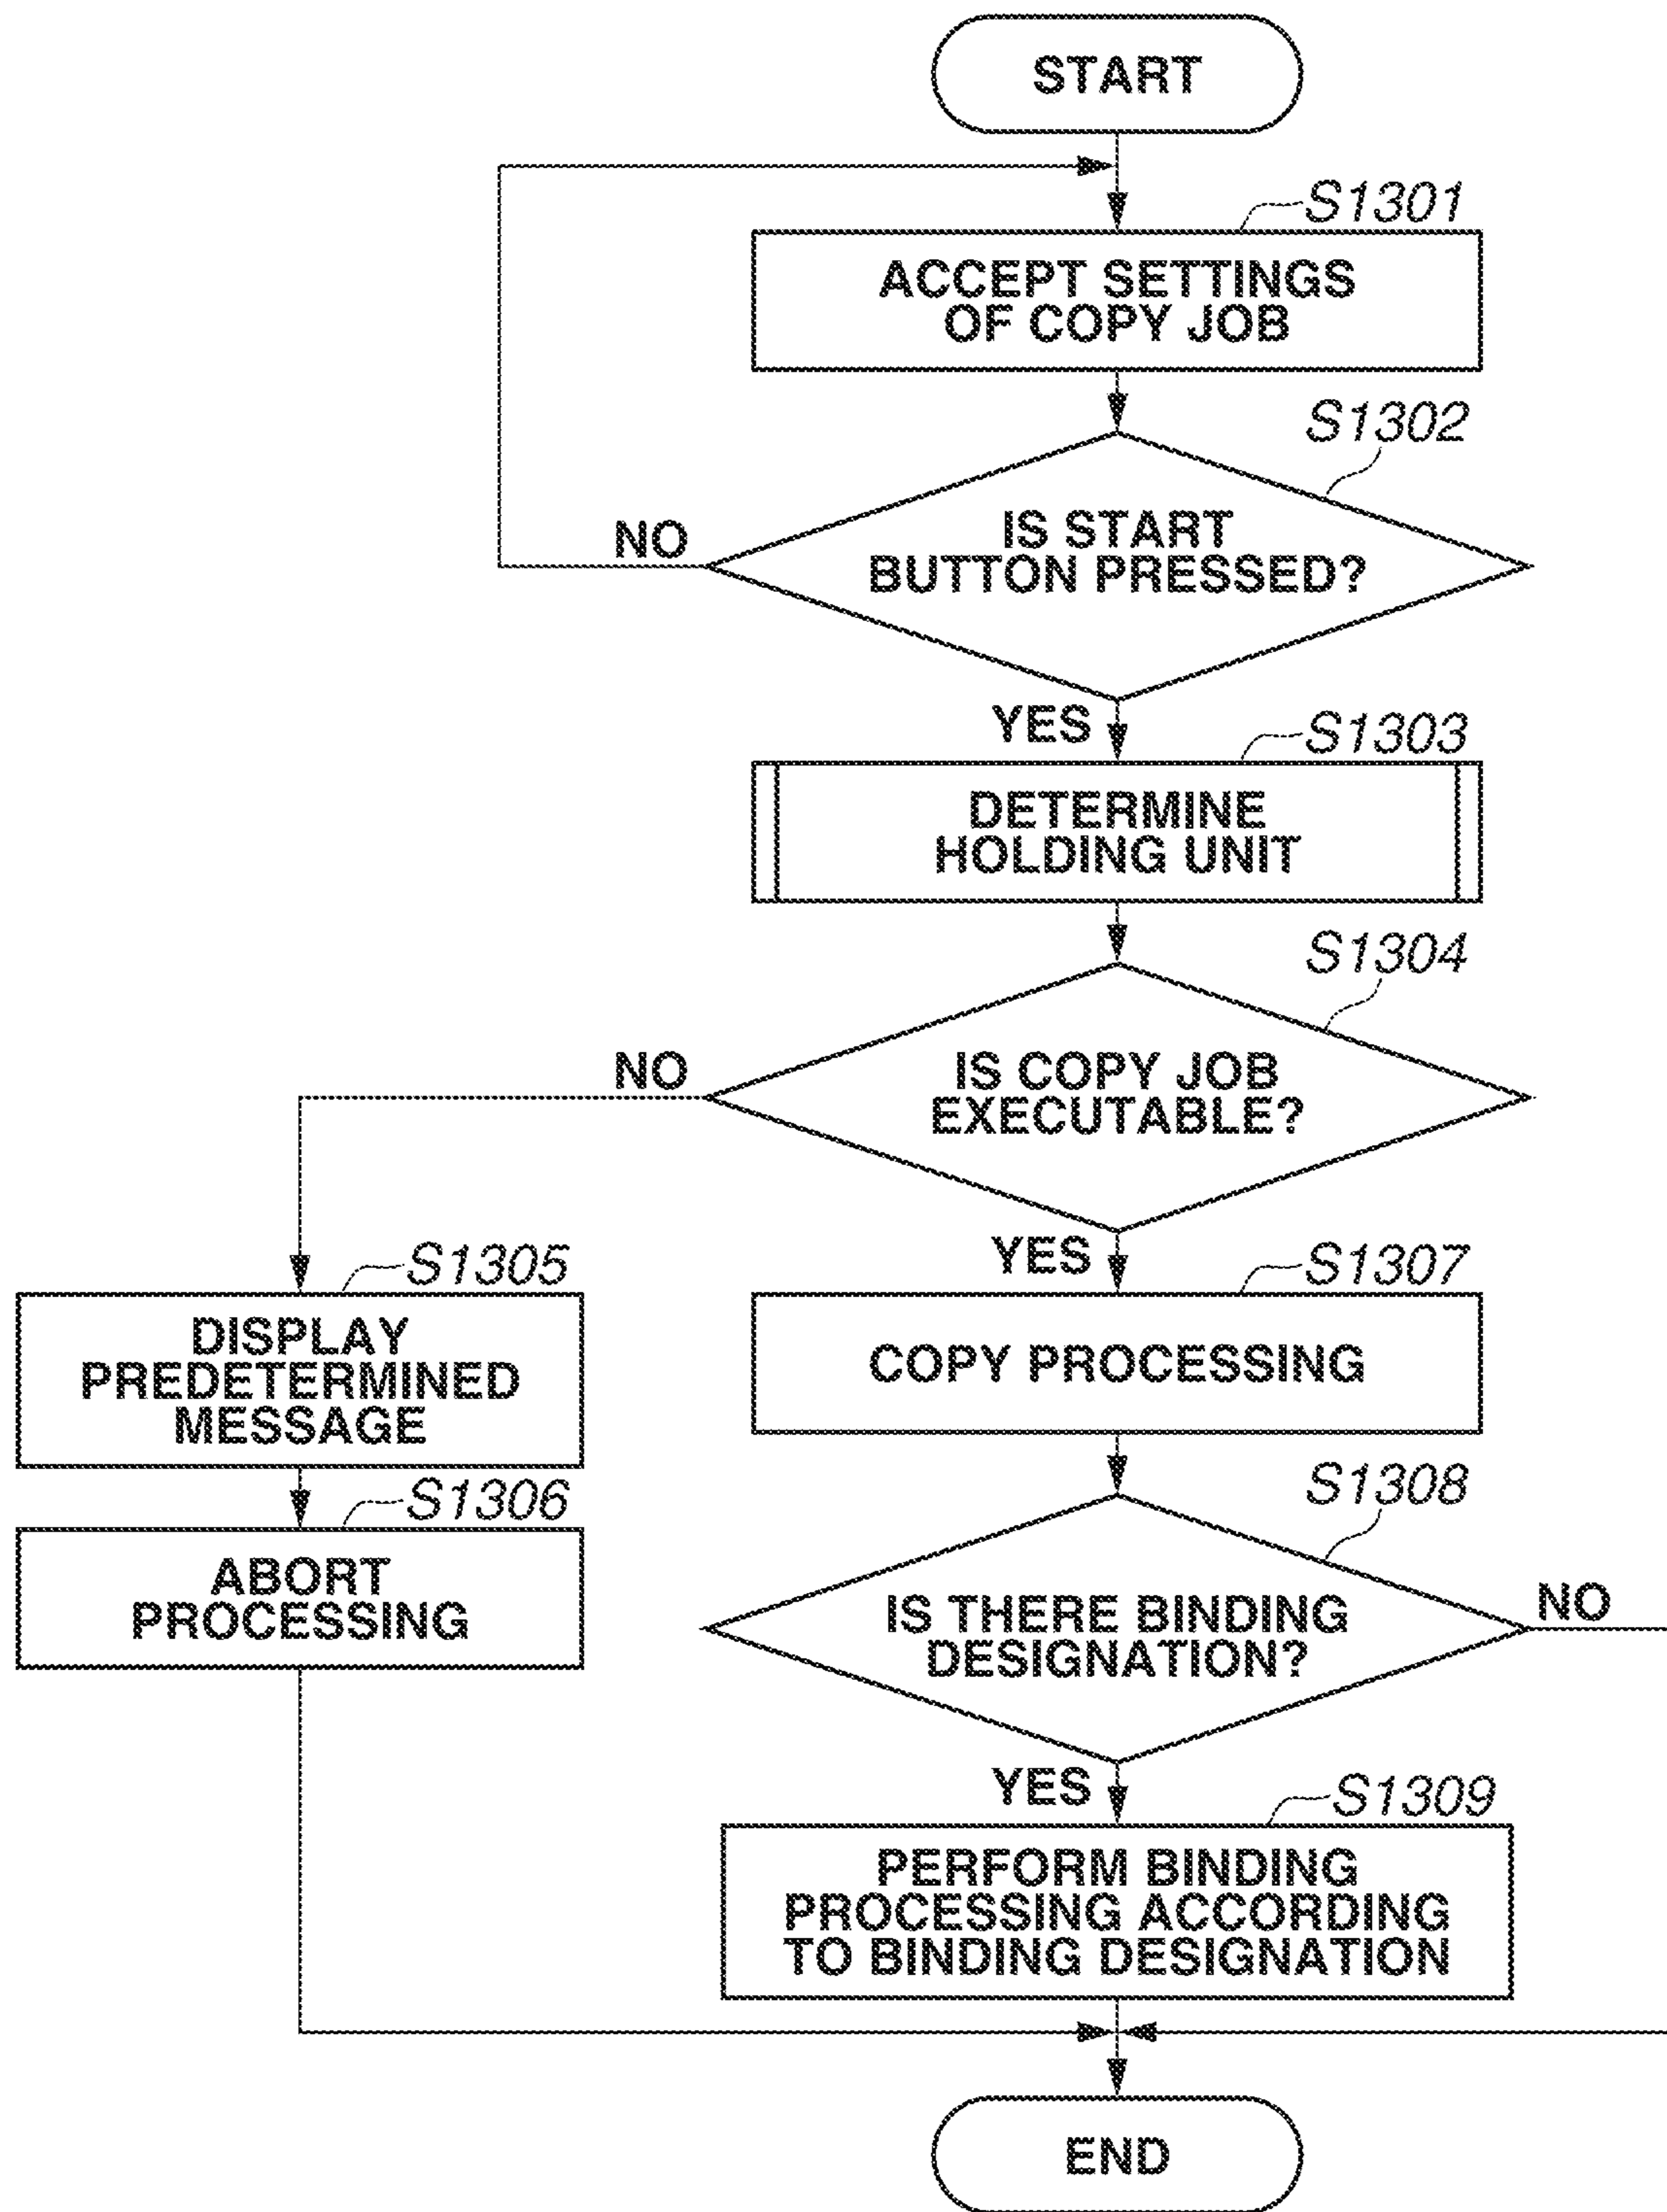 START
S1301
ACCEPT SETTINGS
OF COPY JOB
S1302
IS START
BUTTON PRESSED?
NO
YES
S1303
DETERMINE
HOLDING UNIT
S1304
IS COPY JOB
EXECUTABLE?
NO
YES
S1305
DISPLAY
PREDETERMINED
MESSAGE
S1306
ABORT
PROCESSING
S1307
COPY PROCESSING
S1308
IS THERE BINDING
DESIGNATION?
NO
YES
S1309
PERFORM BINDING
PROCESSING ACCORDING
TO BINDING DESIGNATION
END